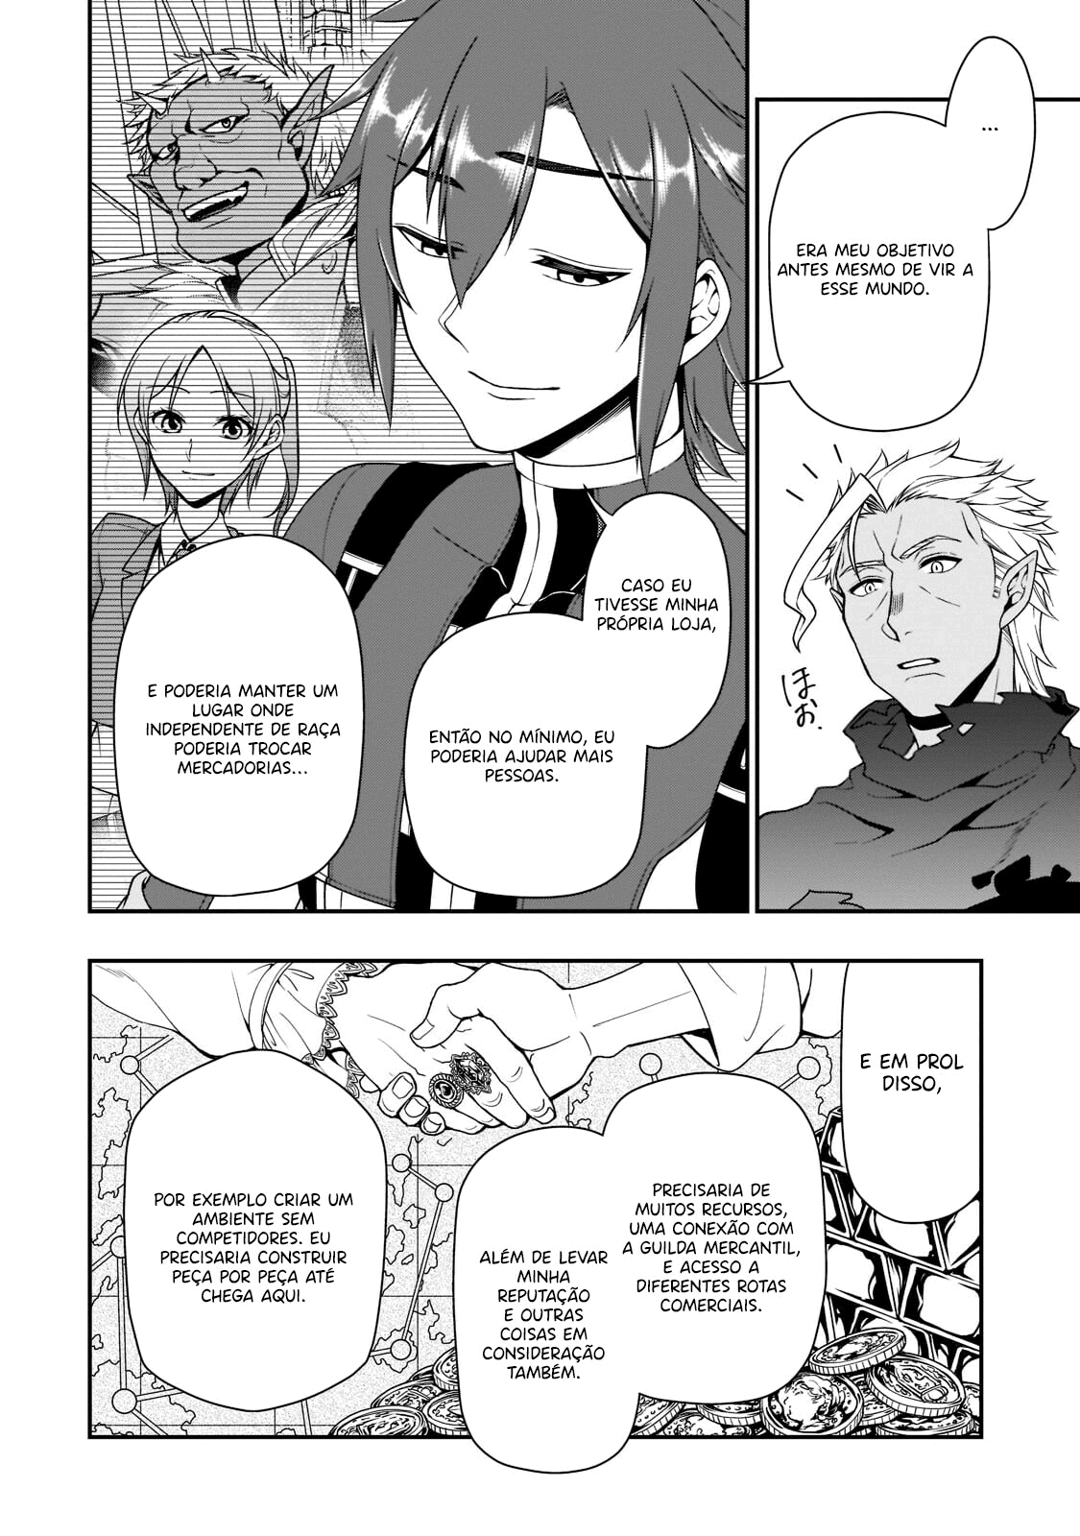 ...
ERA MEU OBJETIVO
ANTES MESMO DE VIR A
ESSE MUNDO.
ほぉ.
CASO EU
TIVESSE MINHA
PRÓPRIA LOJA,
ENTÃO NO MÍNIMO, EU
PODERIA AJUDAR MAIS
PESSOAS.
E PODERIA MANTER UM
LUGAR ONDE
INDEPENDENTE DE RAÇA
PODERIA TROCAR
MERCADORIAS...
E EM PROL
DISSO,
PRECISARIA DE
MUITOS RECURSOS,
UMA CONEXÃO COM
A GUILDA MERCANTIL,
E ACESSO A
DIFERENTES ROTAS
COMERCIAIS.
ALÉM DE LEVAR
MINHA
REPUTAÇÃO
E OUTRAS
COISAS EM
CONSIDERAÇÃO
TAMBÉM.
POR EXEMPLO CRIAR UM
AMBIENTE SEM
COMPETIDORES. EU
PRECISARIA CONSTRUIR
PEÇA POR PEÇA ATÉ
CHEGA AQUI.